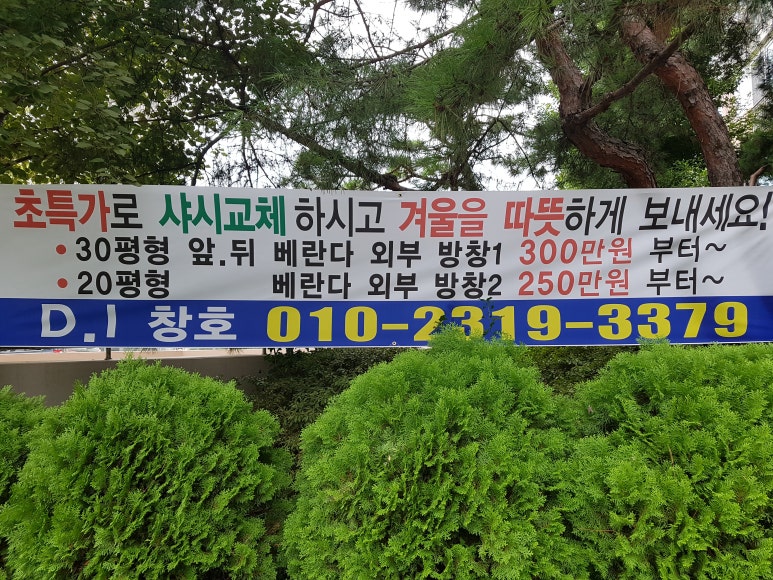 초특가로 샤시교체 하시고 겨울을 따뜻하게 보내세요!
• 30평형 앞.뒤 베란다 외부 방창1 300만원 부터~
• 20평형 베란다 외부 방창2 250만원 부터~
D.I 창호 010-2319-3379